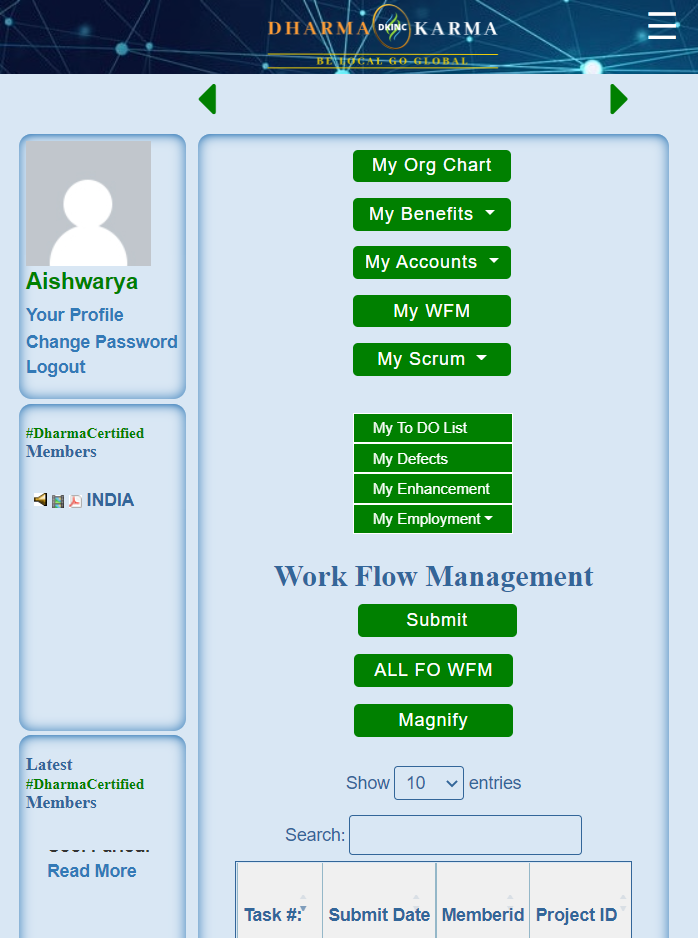 DHARMA DKINC KARMA
BE LOCAL GO GLOBAL
Aishwarya
Your Profile
Change Password
Logout
#DharmaCertified
Members
INDIA
Latest
#DharmaCertified
Members
Read More
My Org Chart
My Benefits
My Accounts
My WFM
My Scrum
My To DO List
My Defects
My Enhancement
My Employment
Work Flow Management
Submit
ALL FO WFM
Magnify
Show 10 entries
Search:
Task #: Submit Date Memberid Project ID